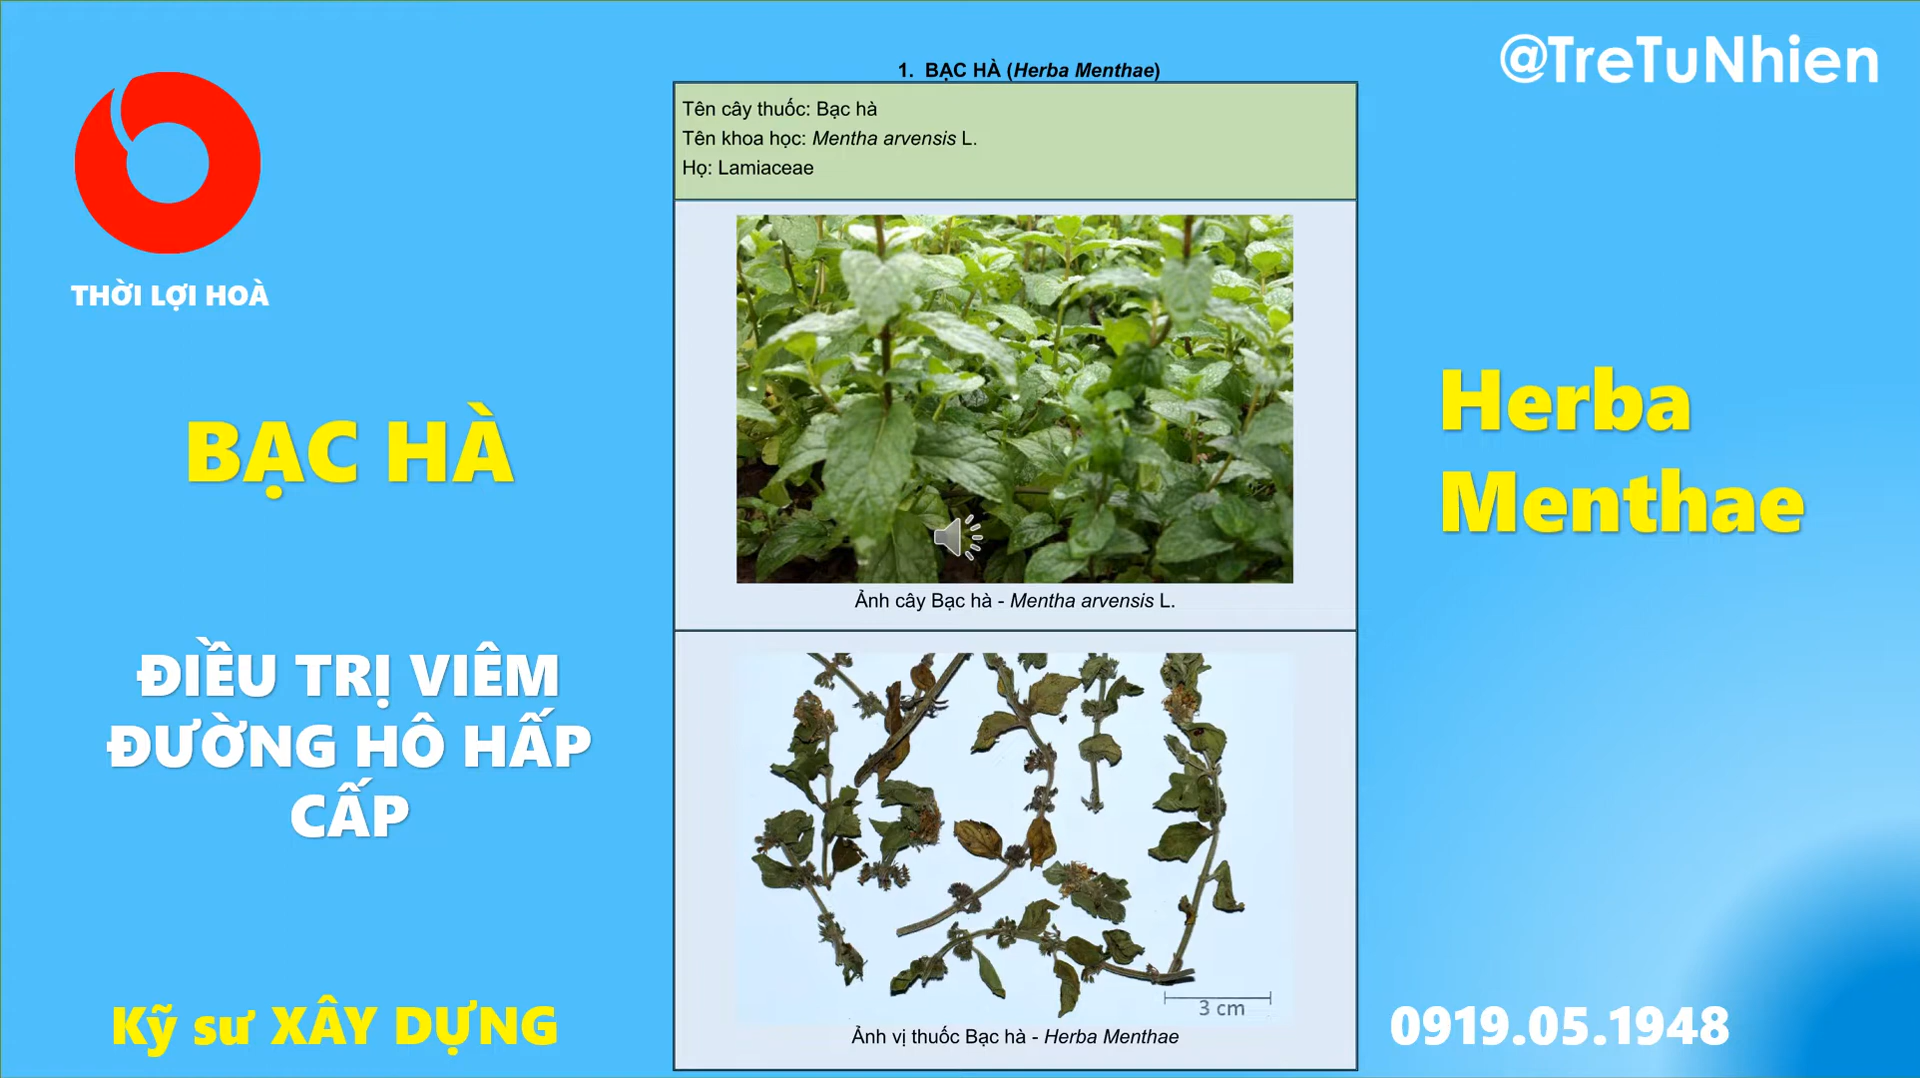 @TreTuNhien
THỜI LỢI HOÀ
BẠC HÀ
ĐIỀU TRỊ VIÊM
ĐƯỜNG HÔ HẤP
CẤP
Kỹ sư XÂY DỰNG
1. BẠC HÀ (Herba Menthae)
Tên cây thuốc: Bạc hà
Tên khoa học: Mentha arvensis L.
Họ: Lamiaceae
Ảnh cây Bạc hà - Mentha arvensis L.
3 cm
Ảnh vị thuốc Bạc hà - Herba Menthae
Herba
Menthae
0919.05.1948